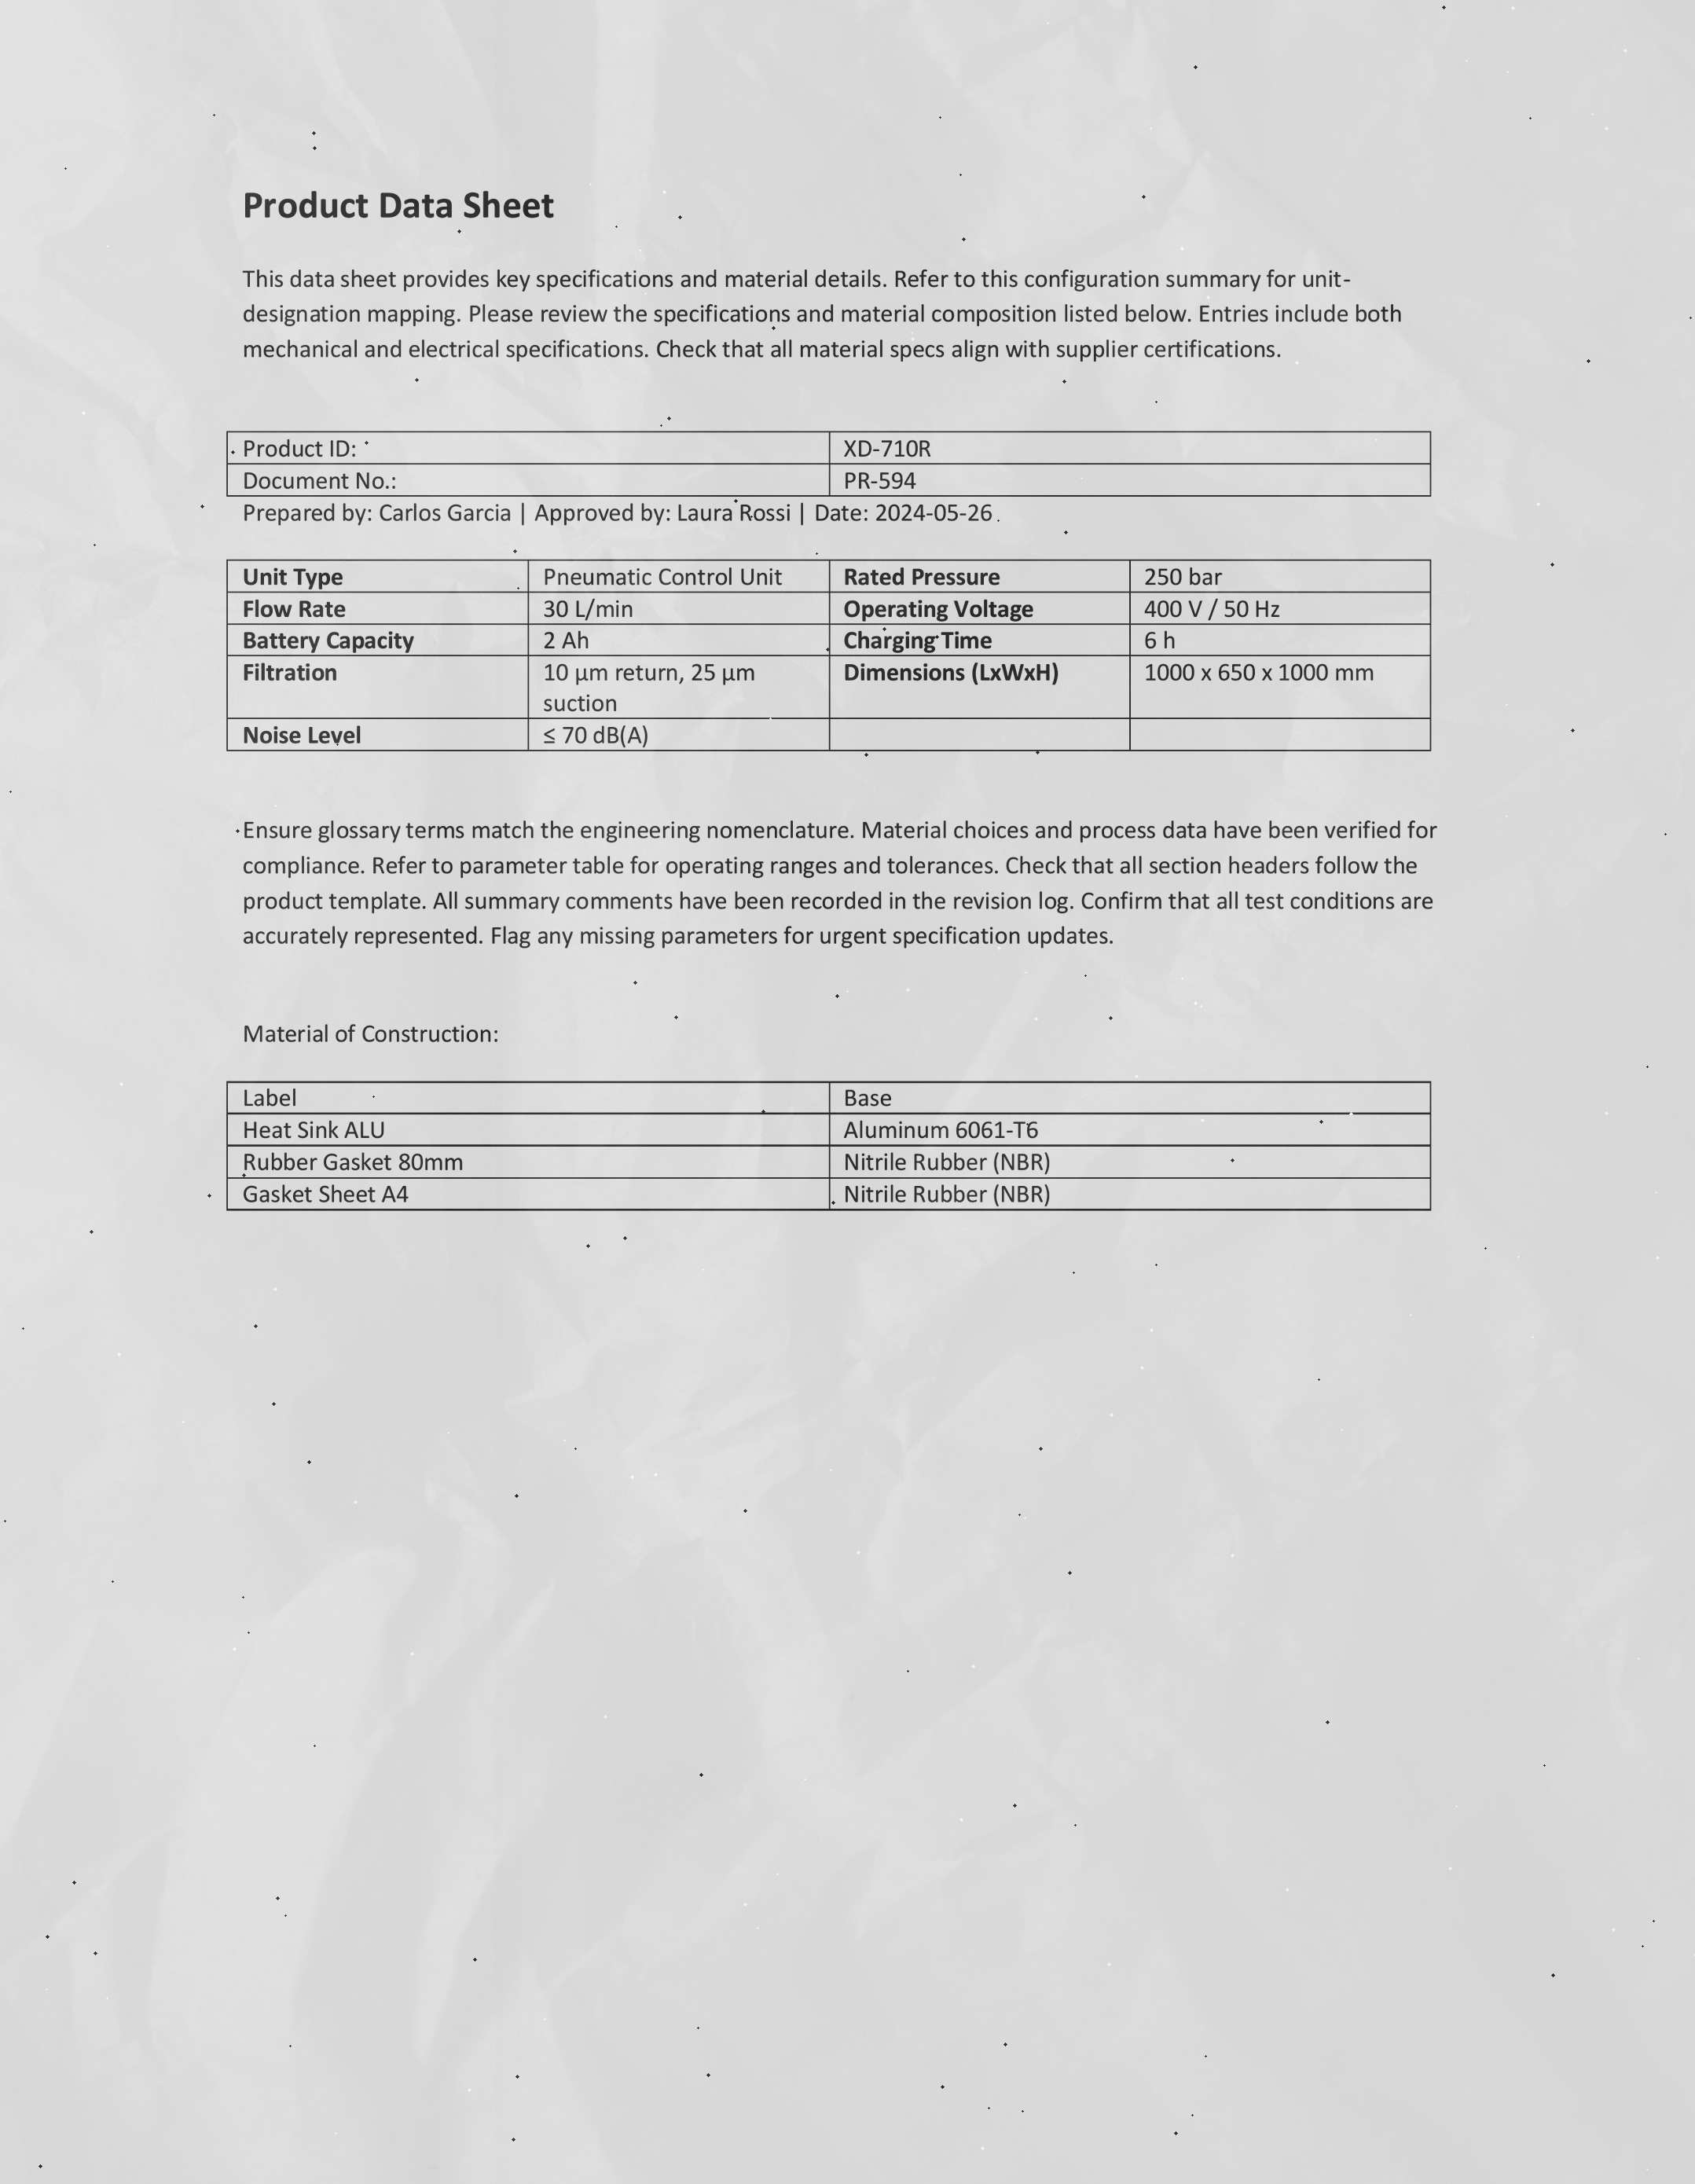 Product Data Sheet
This data sheet provides key specifications and material details. Refer to this configuration summary for unit-
designation mapping. Please review the specifications and material composition listed below. Entries include both
mechanical and electrical specifications. Check that all material specs align with supplier certifications.
Product ID: XD-710R
Document No.: PR-594
Prepared by: Carlos Garcia | Approved by: Laura Rossi | Date: 2024-05-26
Unit Type Pneumatic Control Unit Rated Pressure 250 bar
Flow Rate 30 L/min Operating Voltage 400 V / 50 Hz
Battery Capacity 2 Ah Charging Time 6 h
Filtration 10 µm return, 25 µm Dimensions (LxWxH) 1000 x 650 x 1000 mm
suction
Noise Level ≤ 70 dB(A)
Ensure glossary terms match the engineering nomenclature. Material choices and process data have been verified for
compliance. Refer to parameter table for operating ranges and tolerances. Check that all section headers follow the
product template. All summary comments have been recorded in the revision log. Confirm that all test conditions are
accurately represented. Flag any missing parameters for urgent specification updates.
Material of Construction:
Label Base
Heat Sink ALU Aluminum 6061-T6
Rubber Gasket 80mm Nitrile Rubber (NBR)
Gasket Sheet A4 Nitrile Rubber (NBR)